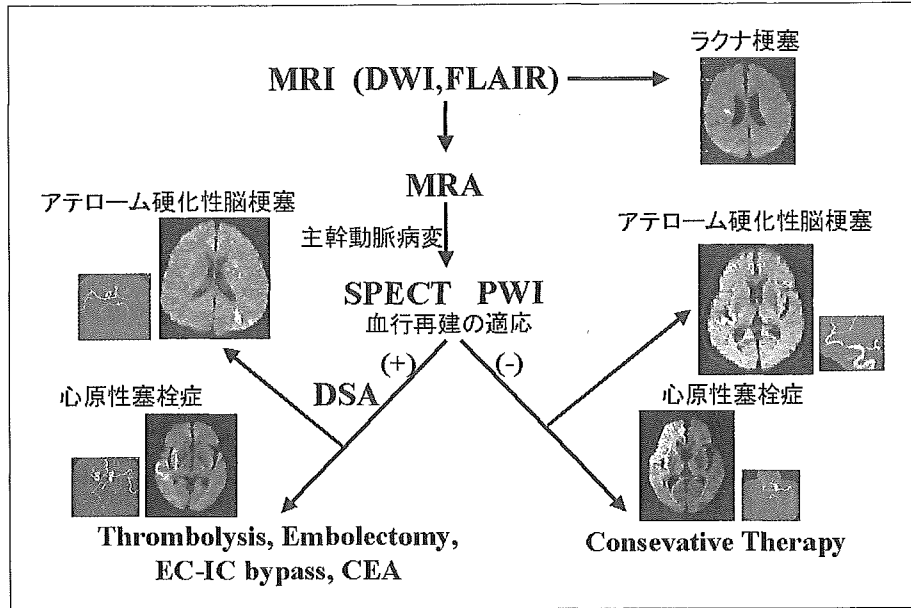 ラクナ梗塞
MRI (DWI,FLAIR)
MRA
アテローム硬化性脳梗塞
主幹動脈病変
アテローム硬化性脳梗塞
SPECT PWI
血行再建の適応
(+)
(-)
DSA
心原性塞栓症
心原性塞栓症
Thrombolysis, Embolectomy,
EC-IC bypass, CEA
Consevative Therapy